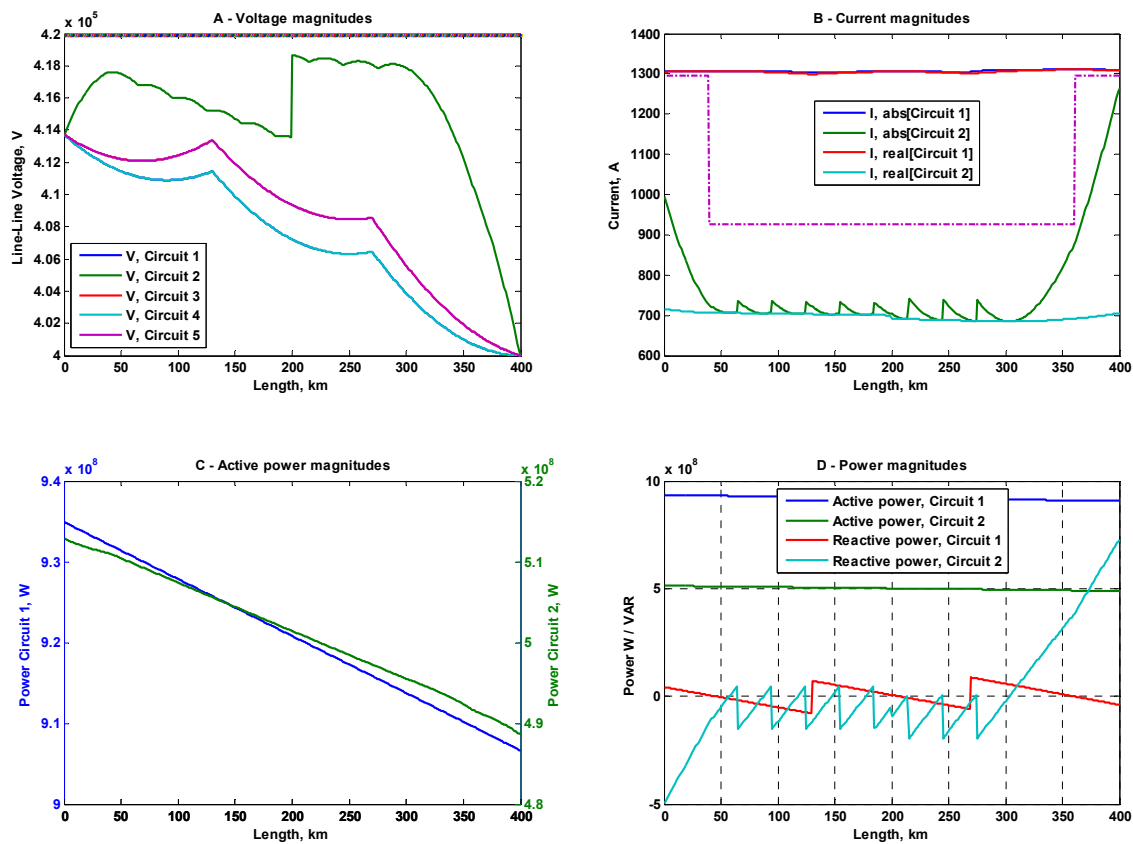 A - Voltage magnitudes
x 10^5
4.2
4.18
4.16
4.14
4.1
4.08
4.06
4.04
4.02
4
Line-Line Voltage, V
V, Circuit 1
V, Circuit 2
V, Circuit 3
V, Circuit 4
V, Circuit 5
0 50 100 150 200 250 300 350 400
Length, km
B - Current magnitudes
1400
1300
1200
1100
1000
900
800
700
600
Current, A
I, abs[Circuit 1]
I, abs[Circuit 2]
I, real[Circuit 1]
I, real[Circuit 2]
0 50 100 150 200 250 300 350 400
Length, km
C - Active power magnitudes
x 10^8
9.4
9.3
9.2
9.1
9
Power Circuit 1, W
x 10^8
5.2
5.1
5
4.89
4.8
Power Circuit 2, W
0 50 100 150 200 250 300 350 400
Length, km
D - Power magnitudes
x 10^8
10
5
0
-5
Power W / VAR
Active power, Circuit 1
Active power, Circuit 2
Reactive power, Circuit 1
Reactive power, Circuit 2
0 50 100 150 200 250 300 350 400
Length, km